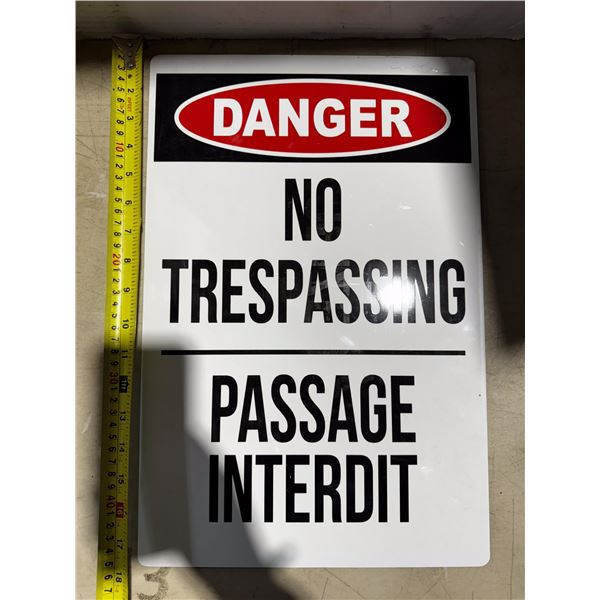 DANGER
NO
TRESPASSING
PASSAGE
INTERDIT